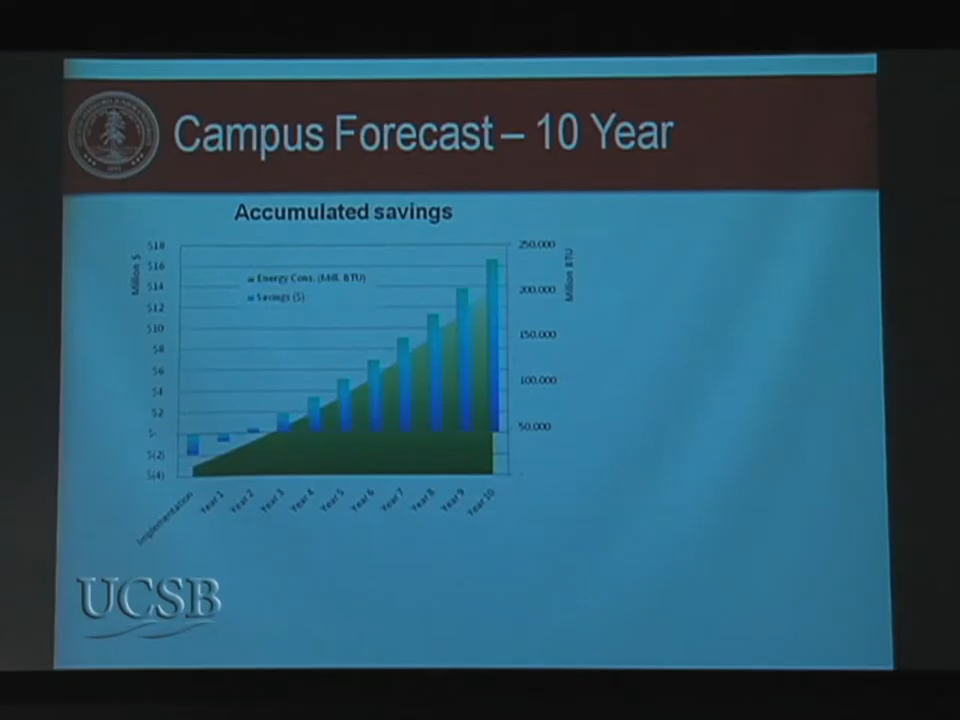 Campus Forecast – 10 Year
Accumulated savings
Million $
$18
$16
$14
$12
$10
$8
$6
$4
$2
$-
$(2)
$(4)
Energy Cons. (Mill. BTU)
Savings ($)
250.000
200.000
150.000
100.000
50.000
-
Million BTU
Implementation
Year 1
Year 2
Year 3
Year 4
Year 5
Year 6
Year 7
Year 8
Year 9
Year 10
UCSB